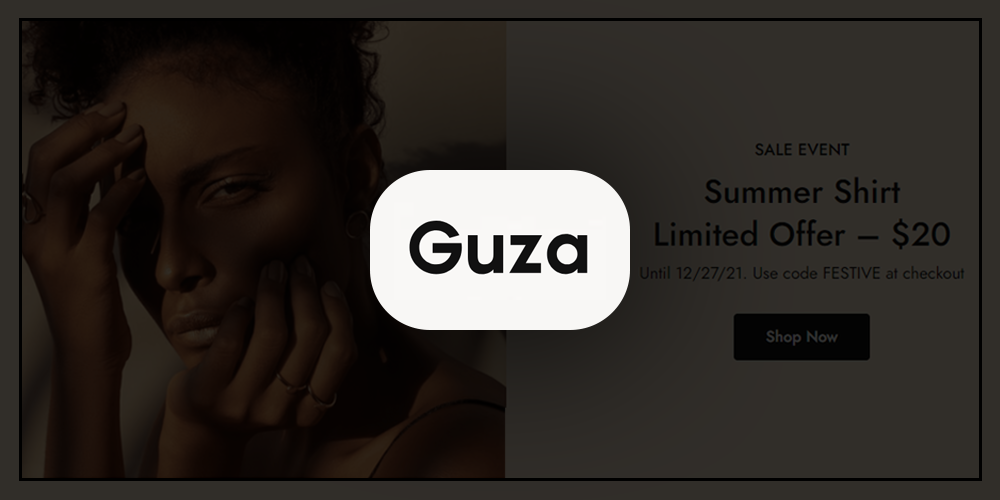 SALE EVENT
Summer Shirt
Limited Offer – $20
Until 12/27/21. Use code FESTIVE at checkout
Shop Now
Guza